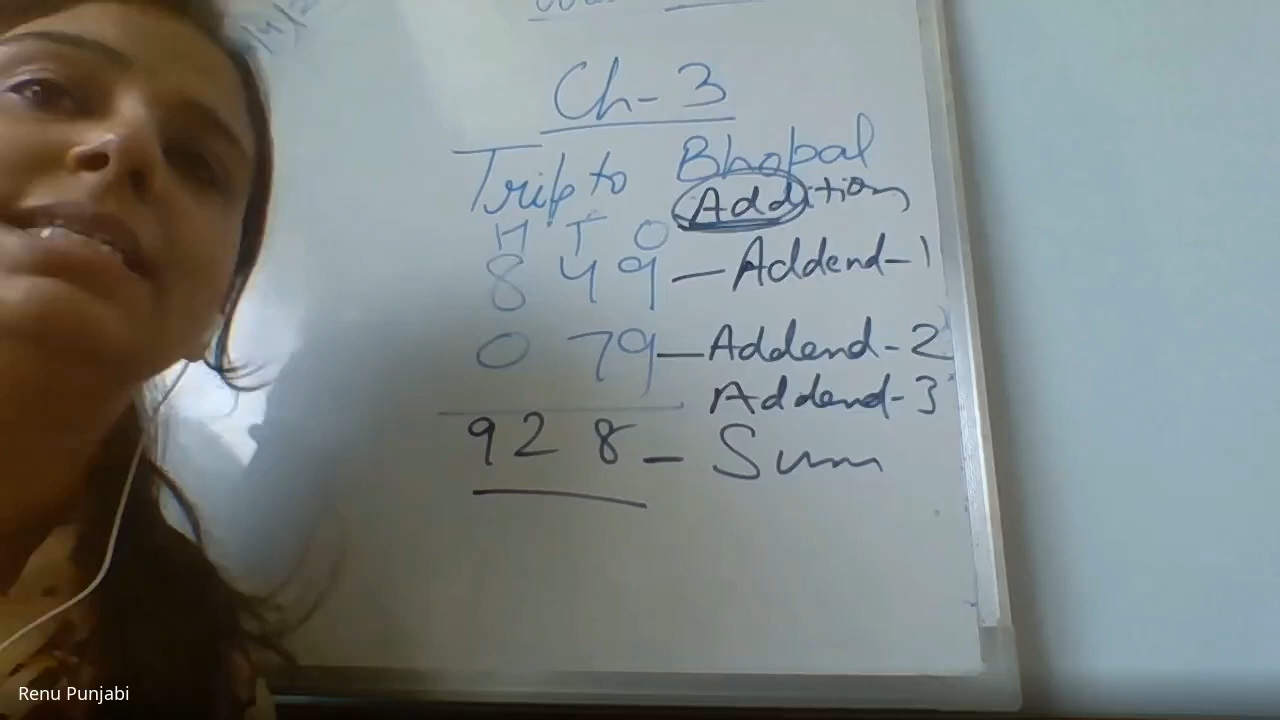 Ch-3
Trip to Bhopal
Addition
H T O
8 4 9 - Addend-1
0 7 9 - Addend-2
Addend-3
9 2 8 - Sum
Renu Punjabi